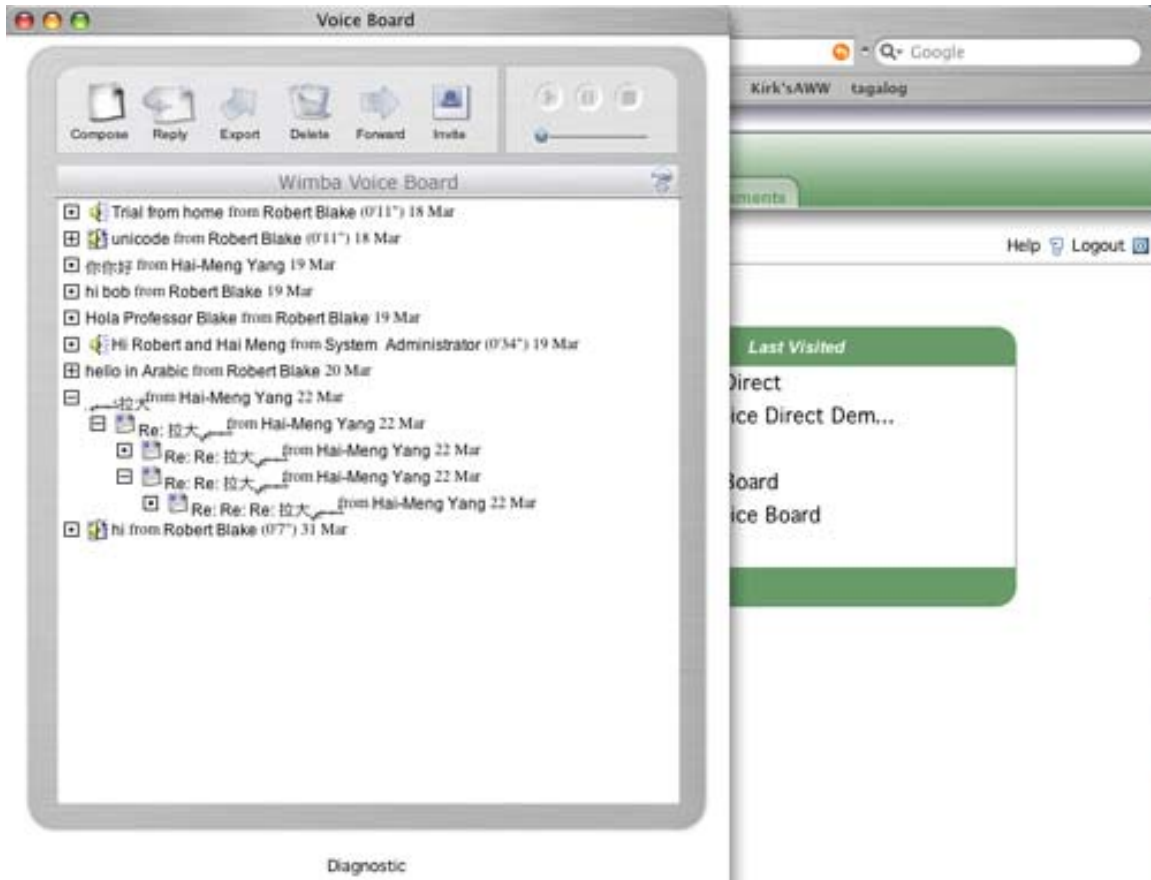 Voice Board
Google
Kirk'sAWW tagalog
Compose Reply Export Delete Forward Invite
Wimba Voice Board
Trial from home from Robert Blake (0'11") 18 Mar
unicode from Robert Blake (0'11") 18 Mar
你你好 from Hai-Meng Yang 19 Mar
hi bob from Robert Blake 19 Mar
Hola Professor Blake from Robert Blake 19 Mar
Hi Robert and Hai Meng from System Administrator (0'34") 19 Mar
hello in Arabic from Robert Blake 20 Mar
拉大 from Hai-Meng Yang 22 Mar
Re: 拉大 from Hai-Meng Yang 22 Mar
Re: Re: 拉大 from Hai-Meng Yang 22 Mar
Re: Re: 拉大 from Hai-Meng Yang 22 Mar
Re: Re: Re: 拉大 from Hai-Meng Yang 22 Mar
hi from Robert Blake (0'7") 31 Mar
Diagnostic
Help Logout
Last Visited
Direct
ice Direct Dem...
Board
ice Board